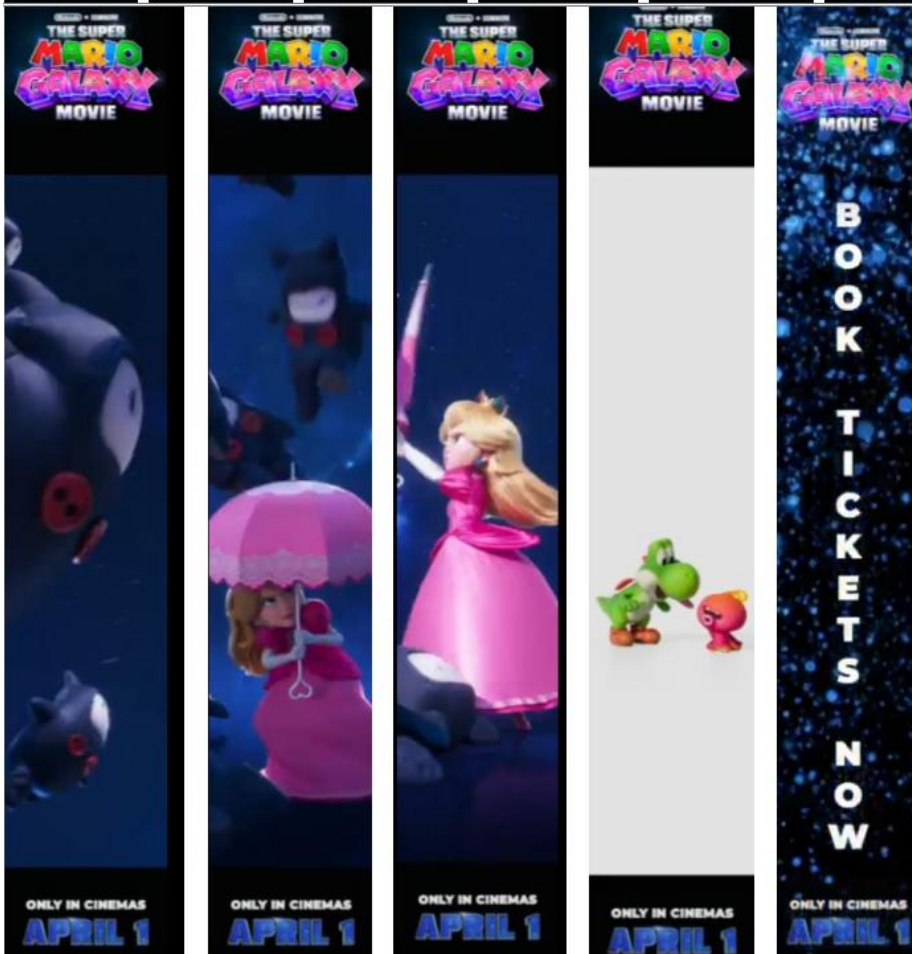 THE SUPER
MARIO
GALAXY
MOVIE
ONLY IN CINEMAS
APRIL 1
THE SUPER
MARIO
GALAXY
MOVIE
ONLY IN CINEMAS
APRIL 1
THE SUPER
MARIO
GALAXY
MOVIE
ONLY IN CINEMAS
APRIL 1
THE SUPER
MARIO
GALAXY
MOVIE
ONLY IN CINEMAS
APRIL 1
THE SUPER
MARIO
GALAXY
MOVIE
BOOK TICKETS NOW
ONLY IN CINEMAS
APRIL 1